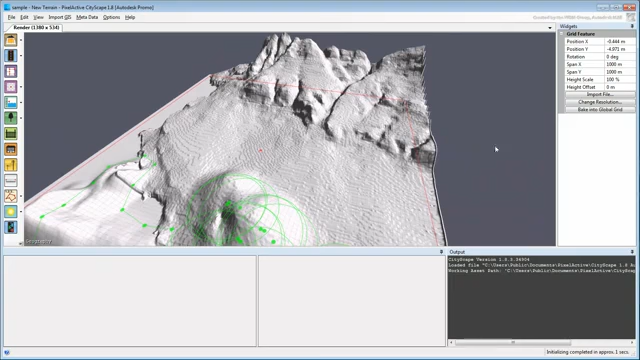 sample - New Terrain - PixelActive CityScape 1.8 (Autodesk Promo)
File Edit View Import GIS Meta Data Options Help
Render (1380 x 534)
Widgets
Grid Feature
Position X -0.444 m
Position Y -4.971 m
Rotation 0 deg
Span X 1000 m
Span Y 1000 m
Height Scale 100 %
Height Offset 0 m
Import File...
Change Resolution...
Bake into Global Grid
Geometry
Output
CityScape Version 1.8.3.36904
Loaded file "C:\Users\Public\Documents\PixelActive\CityScape 1.8
Working Asset Path: 'C:\Users\Public\Documents\PixelActive\CityScap
Initializing completed in approx. 1 secs.